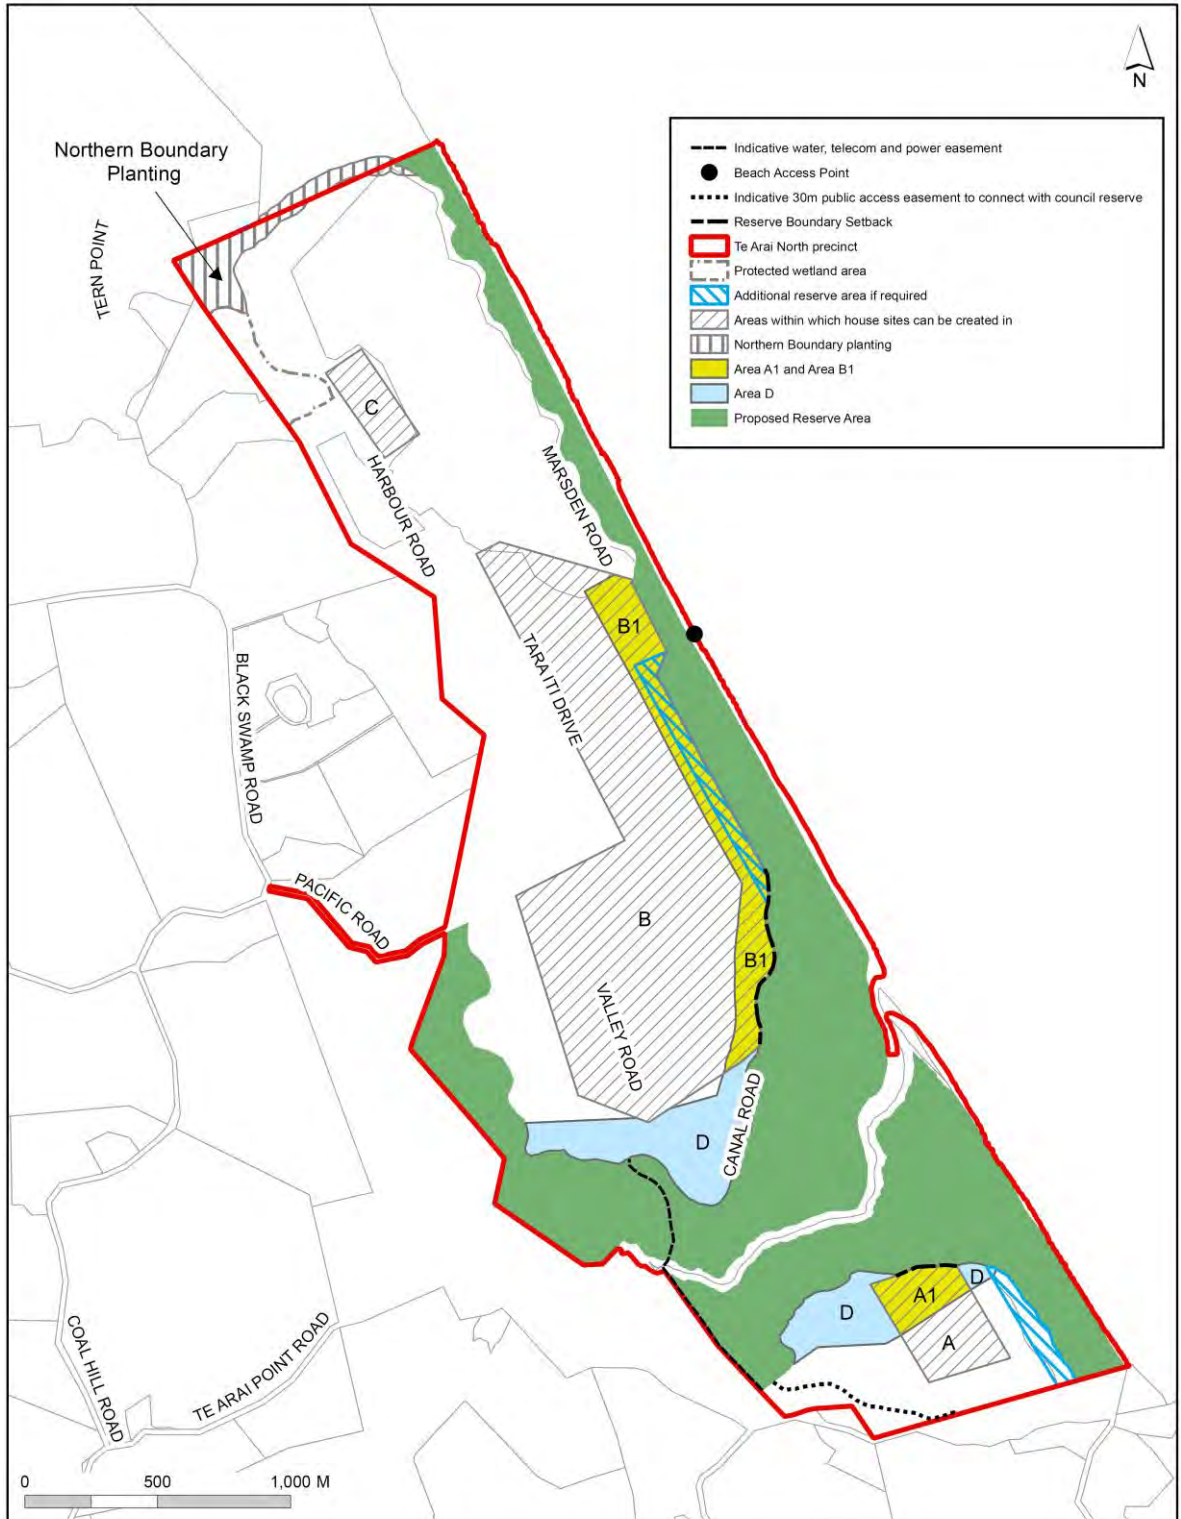 N
Northern Boundary
Planting
TERN POINT
Indicative water, telecom and power easement
Beach Access Point
Indicative 30m public access easement to connect with council reserve
Reserve Boundary Setback
Te Arai North precinct
Protected wetland area
Additional reserve area if required
Areas within which house sites can be created in
Northern Boundary planting
Area A1 and Area B1
Area D
Proposed Reserve Area
C
HARBOUR ROAD
MARSDEN ROAD
B1
TARA ITI DRIVE
BLACK SWAMP ROAD
PACIFIC ROAD
B
B1
VALLEY ROAD
D
CANAL ROAD
D
A1
D
A
COAL HILL ROAD
TE ARAI POINT ROAD
0 500 1,000 M